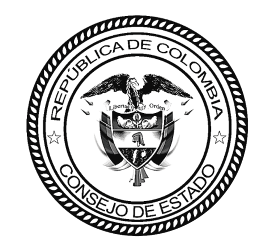 REPÚBLICA DE COLOMBIA
Libertad y Orden
CONSEJO DE ESTADO